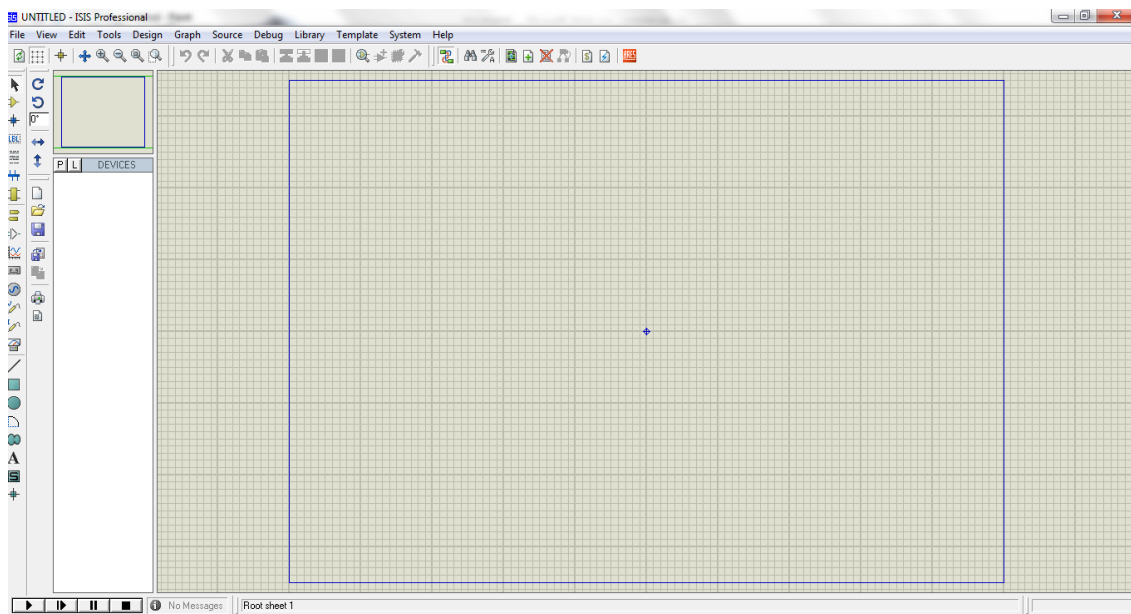 UNTITLED - ISIS Professional
File View Edit Tools Design Graph Source Debug Library Template System Help
0°
LBL
P L DEVICES
A
S
No Messages Root sheet 1